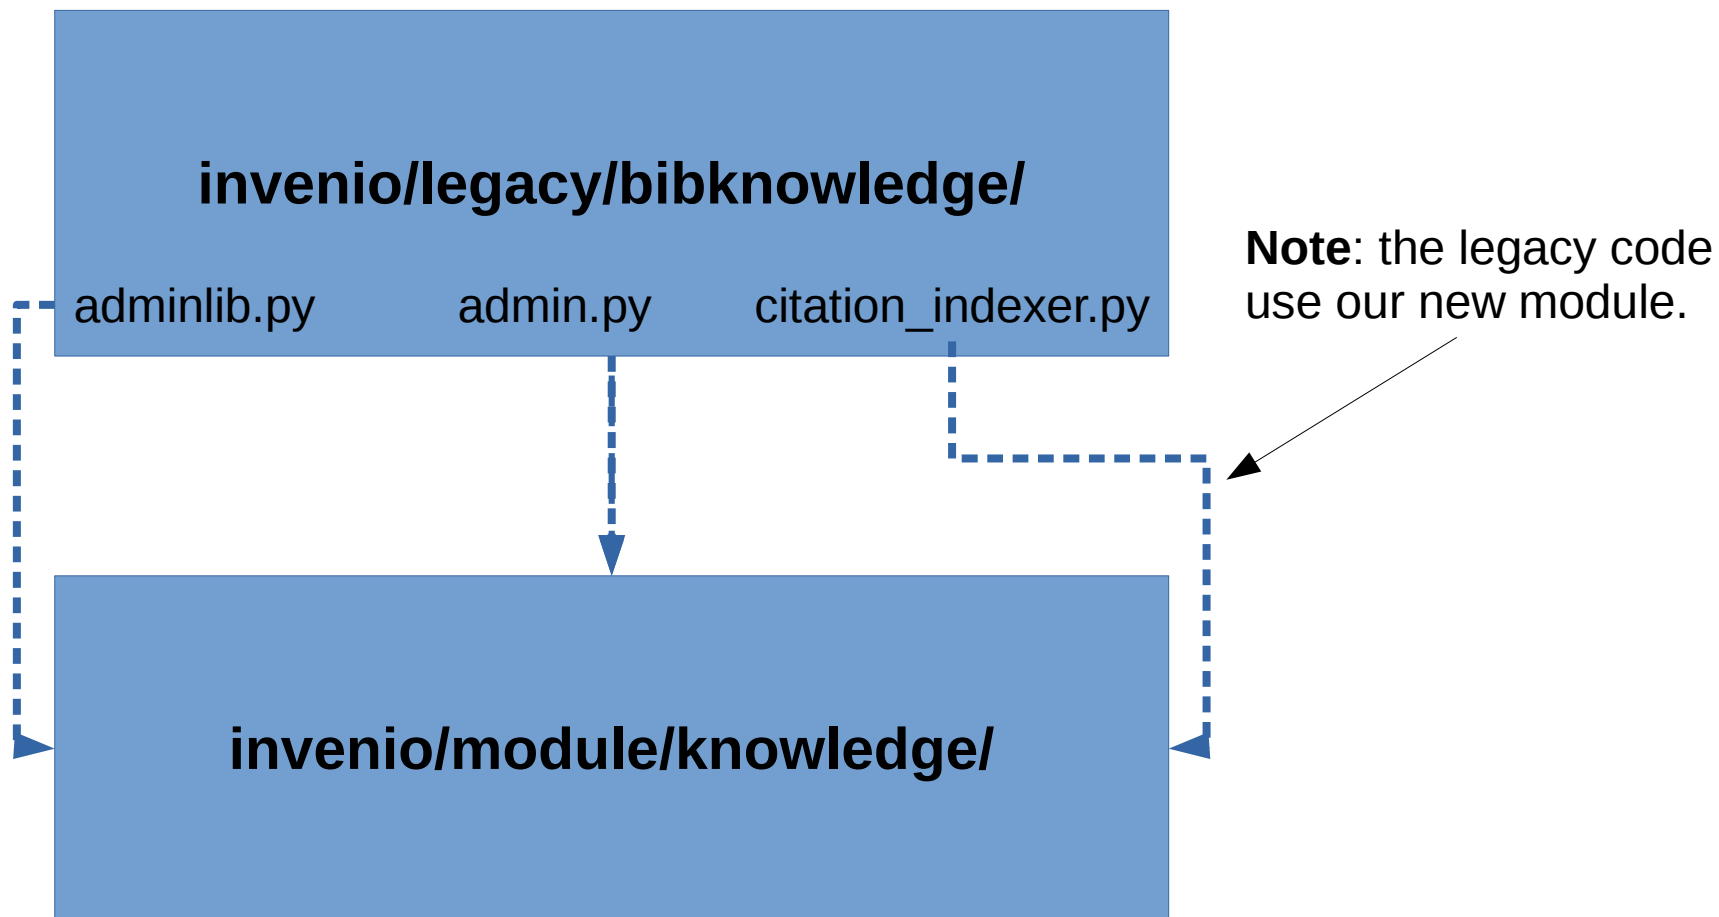 invenio/legacy/bibknowledge/
adminlib.py admin.py citation_indexer.py
Note: the legacy code
use our new module.
invenio/module/knowledge/